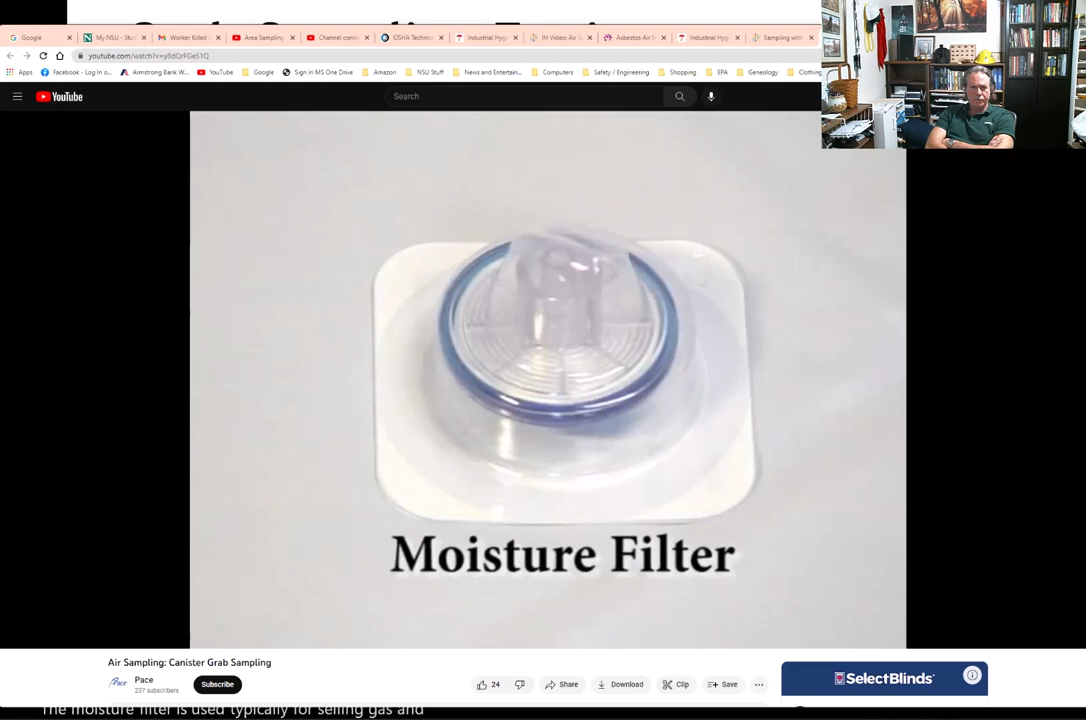 Google
My NSU - Stu
Worker Killed
Area Sampling
Channel conte
OSHA Technic
Industrial Hyg
IH Video: Air S
Asbestos Air M
Industrial Hyg
Sampling with
youtube.com/watch?v=y8dQrFGe51Q
Apps
Facebook - Log In o...
Armstrong Bank W...
YouTube
Google
Sign in MS One Drive
Amazon
NSU Stuff
News and Entertain...
Computers
Safety / Engineering
Shopping
EPA
Geneology
Clothing
YouTube
Search
Moisture Filter
Air Sampling: Canister Grab Sampling
Pace
Pace
237 subscribers
Subscribe
24
Share
Download
Clip
Save
SelectBlinds
The moisture filter is used typically for selling gas and